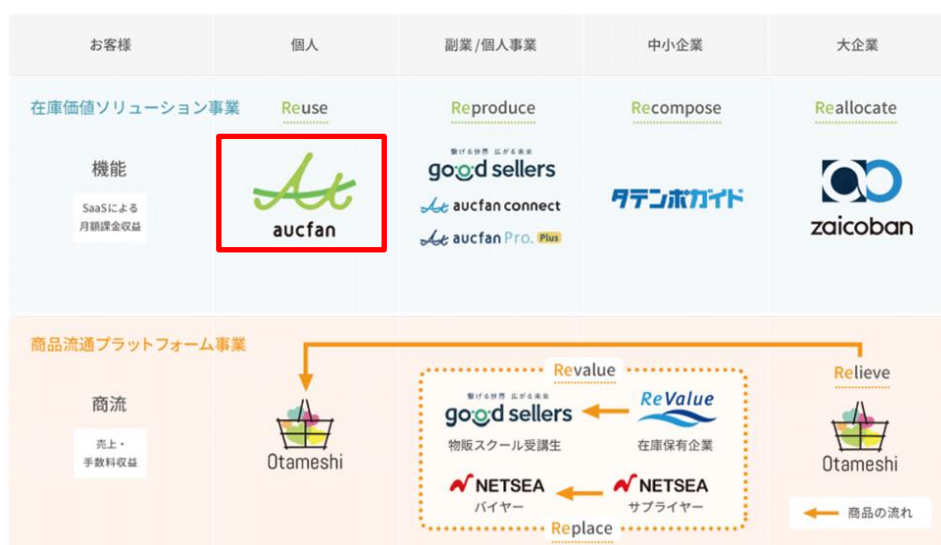 お客様
個人
副業/個人事業
中小企業
大企業
在庫価値ソリューション事業
Reuse
Reproduce
Recompose
Reallocate
機能
SaaSによる
月額課金収益
aucfan
繋げる世界 広がる未来
good sellers
aucfan connect
aucfan Pro. Plus
タテンポガイド
zaicoban
商品流通プラットフォーム事業
Revalue
Relieve
商流
売上・
手数料収益
Otameshi
繋げる世界 広がる未来
good sellers
物販スクール受講生
ReValue
在庫保有企業
NETSEA
バイヤー
NETSEA
サプライヤー
Replace
Otameshi
商品の流れ